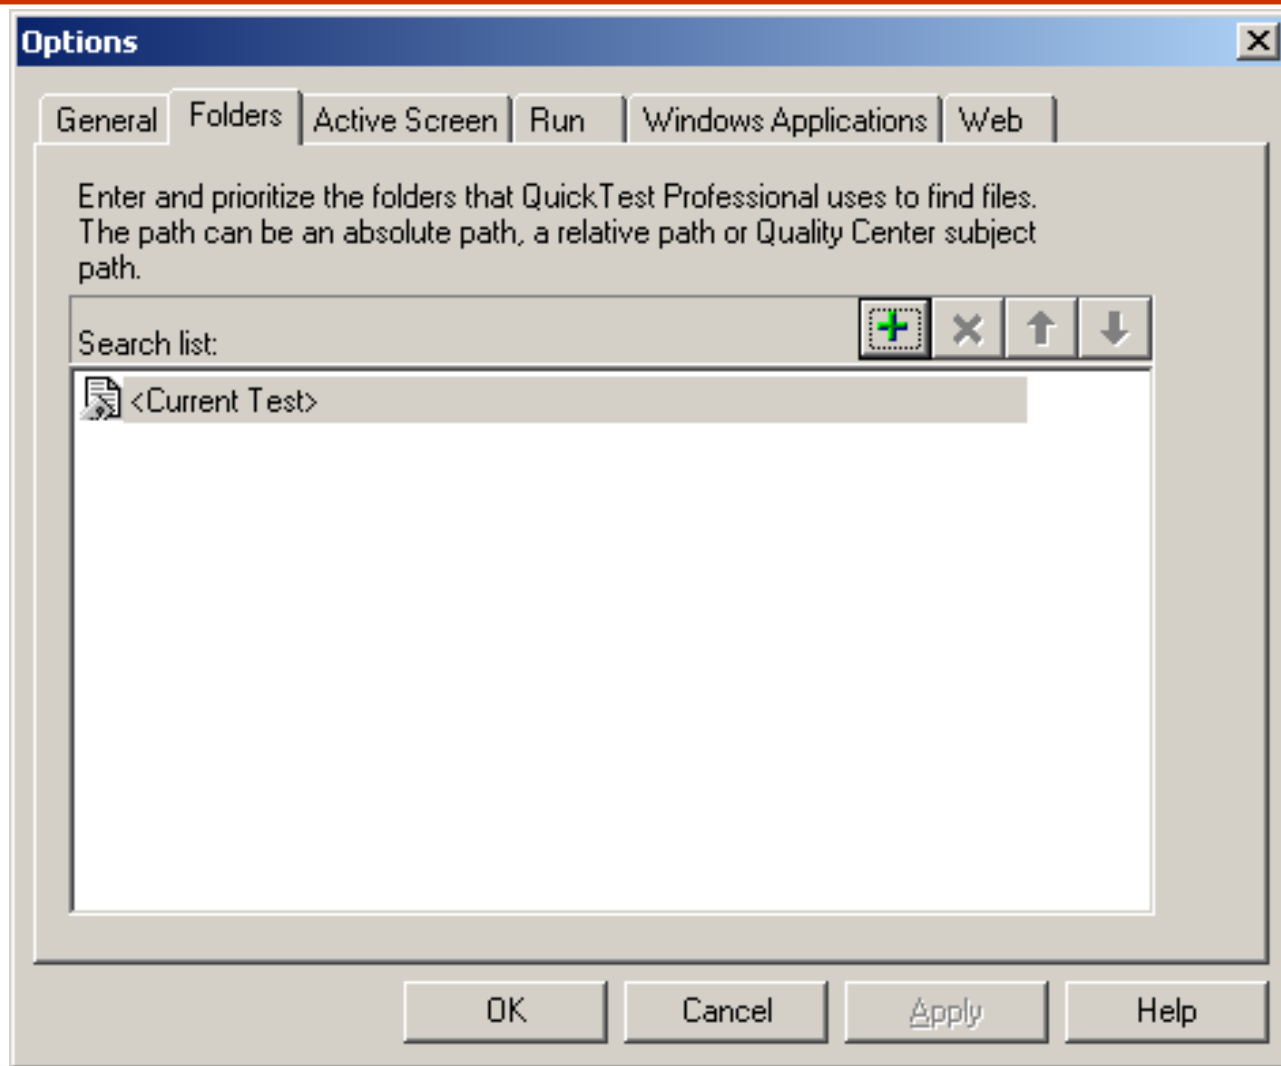 Options
General Folders Active Screen Run Windows Applications Web
Enter and prioritize the folders that QuickTest Professional uses to find files.
The path can be an absolute path, a relative path or Quality Center subject
path.
Search list:
<Current Test>
OK Cancel Apply Help